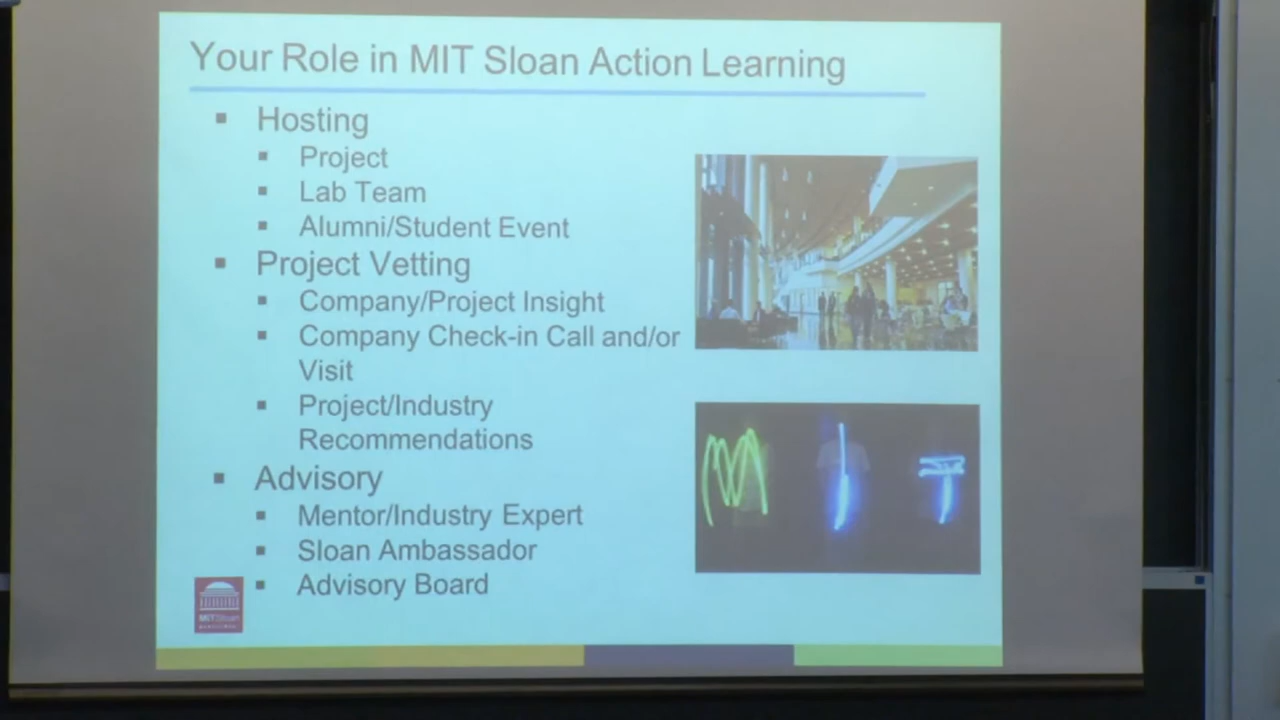 Your Role in MIT Sloan Action Learning
Hosting
Project
Lab Team
Alumni/Student Event
Project Vetting
Company/Project Insight
Company Check-in Call and/or
Visit
Project/Industry
Recommendations
Advisory
Mentor/Industry Expert
Sloan Ambassador
Advisory Board
MIT
MITSloan